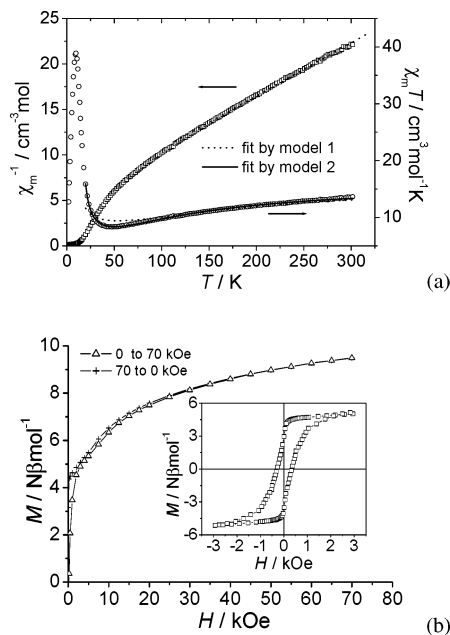 (a)
25
20
15
10
5
0
χm⁻¹ / cm⁻³mol
40
30
20
10
χmT / cm³ mol⁻¹K
fit by model 1
fit by model 2
0 50 100 150 200 250 300 350
T / K
(a)
10
8
6
4
2
0
M / Nβmol⁻¹
0 to 70 kOe
70 to 0 kOe
6
3
0
-3
-6
M / Nβmol⁻¹
-3 -2 -1 0 1 2 3
H / kOe
0 10 20 30 40 50 60 70 80
H / kOe
(b)